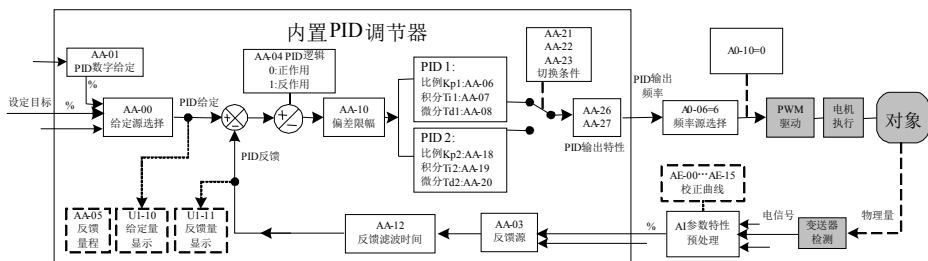 内置PID调节器
AA-01
PID数字给定
%
设定目标
%
AA-00
给定源选择
PID给定
AA-04 PID逻辑
0:正作用
1:反作用
AA-10
偏差限幅
PID 1:
比例Kp1:AA-06
积分Ti1:AA-07
微分Td1:AA-08
PID 2:
比例Kp2:AA-18
积分Ti2:AA-19
微分Td2:AA-20
AA-21
AA-22
AA-23
切换条件
AA-26
AA-27
PID输出特性
PID输出
频率
A0-06=6
频率源选择
A0-10=0
PWM
驱动
电机
执行
对象
PID反馈
AA-05
反馈
量程
U1-10
给定量
显示
U1-11
反馈量
显示
AA-12
反馈滤波时间
AA-03
反馈源
%
AE-00…AE-15
校正曲线
AI参数特性
预处理
电信号
变送器
检测
物理量